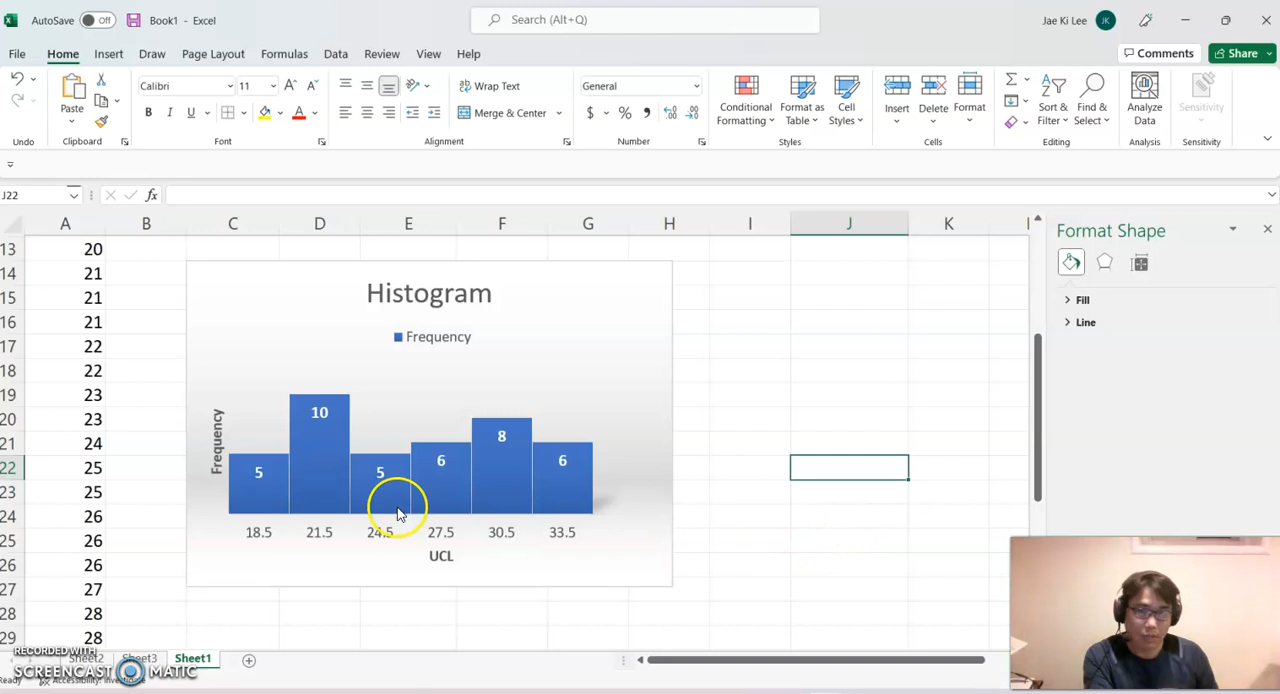 AutoSave Off Book1 - Excel Search (Alt+Q) Jae Ki Lee JK
File Home Insert Draw Page Layout Formulas Data Review View Help Comments Share
Calibri 11 Wrap Text General
Paste Merge & Center Conditional Formatting Format as Table Cell Styles Insert Delete Format Sort & Filter Find & Select Analyze Data Sensitivity
Undo Clipboard Font Alignment Number Styles Cells Editing Analysis Sensitivity
J22 fx
A B C D E F G H I J K
Format Shape
Fill
Line
13 20
14 21
15 21
16 21
17 22
18 22
19 23
20 23
21 24
22 25
23 25
24 26
25 26
26 26
27 27
28 28
29 28
Histogram
Frequency
Frequency
5 10 5 6 8 6
18.5 21.5 24.5 27.5 30.5 33.5
UCL
RECORDED WITH
SCREENCAST MATIC
Sheet2 Sheet3 Sheet1